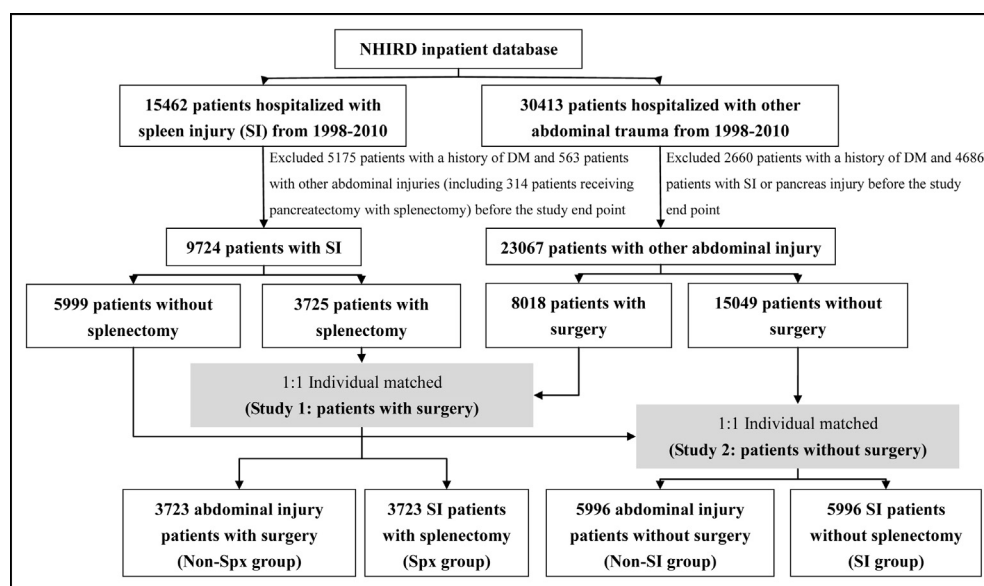 NHIRD inpatient database
15462 patients hospitalized with
spleen injury (SI) from 1998-2010
30413 patients hospitalized with other
abdominal trauma from 1998-2010
Excluded 5175 patients with a history of DM and 563 patients
with other abdominal injuries (including 314 patients receiving
pancreatectomy with splenectomy) before the study end point
Excluded 2660 patients with a history of DM and 4686
patients with SI or pancreas injury before the study
end point
9724 patients with SI
23067 patients with other abdominal injury
5999 patients without
splenectomy
3725 patients with
splenectomy
8018 patients with
surgery
15049 patients without
surgery
1:1 Individual matched
(Study 1: patients with surgery)
1:1 Individual matched
(Study 2: patients without surgery)
3723 abdominal injury
patients with surgery
(Non-Spx group)
3723 SI patients
with splenectomy
(Spx group)
5996 abdominal injury
patients without surgery
(Non-SI group)
5996 SI patients
without splenectomy
(SI group)